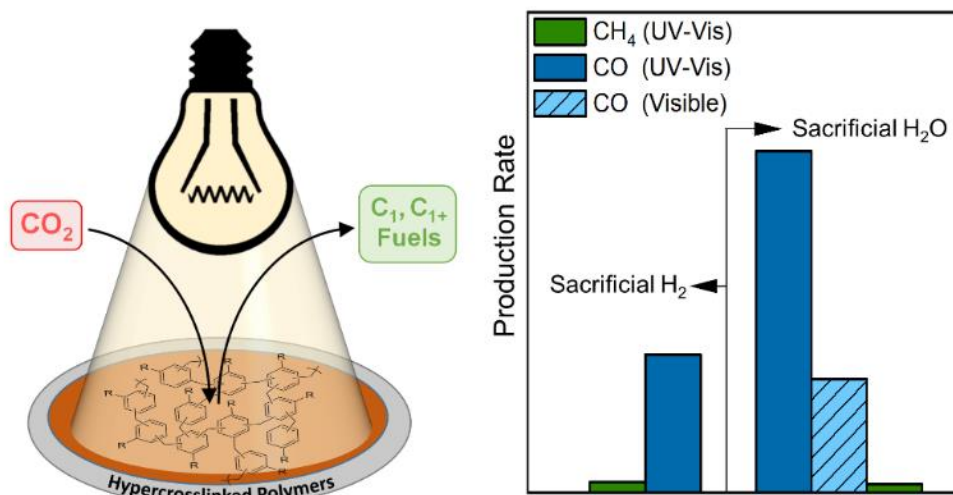 CO₂
C₁, C₁₊
Fuels
R
R
R
R
R
R
R
R
R
R
Hypercrosslinked Polymers
CH₄ (UV-Vis)
CO (UV-Vis)
CO (Visible)
Sacrificial H₂O
Sacrificial H₂
Production Rate